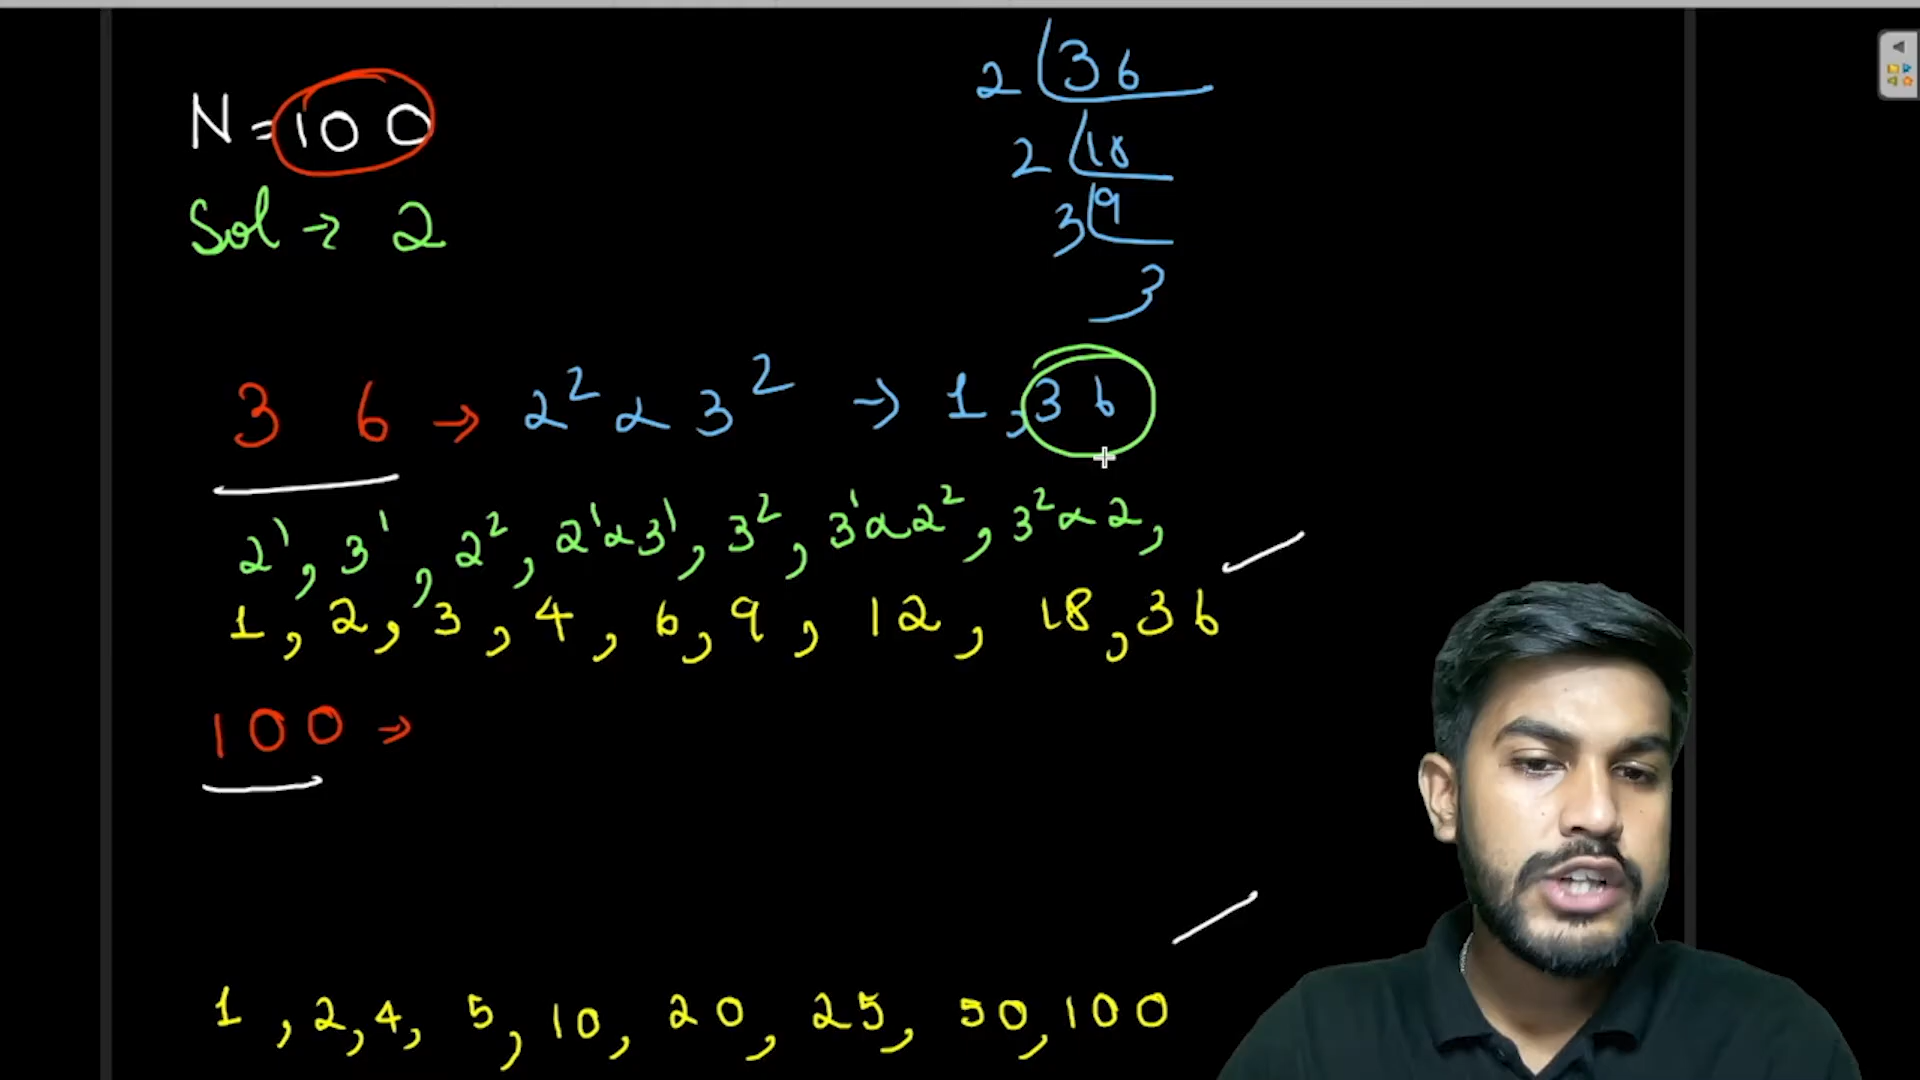 N = 100
Sol → 2
2 36
2 18
3 9
3
36 → 2² × 3² → 1, 36
2¹, 3¹, 2², 2¹×3¹, 3², 3¹×2², 3²×2,
1, 2, 3, 4, 6, 9, 12, 18, 36
100 →
1, 2, 4, 5, 10, 20, 25, 50, 100